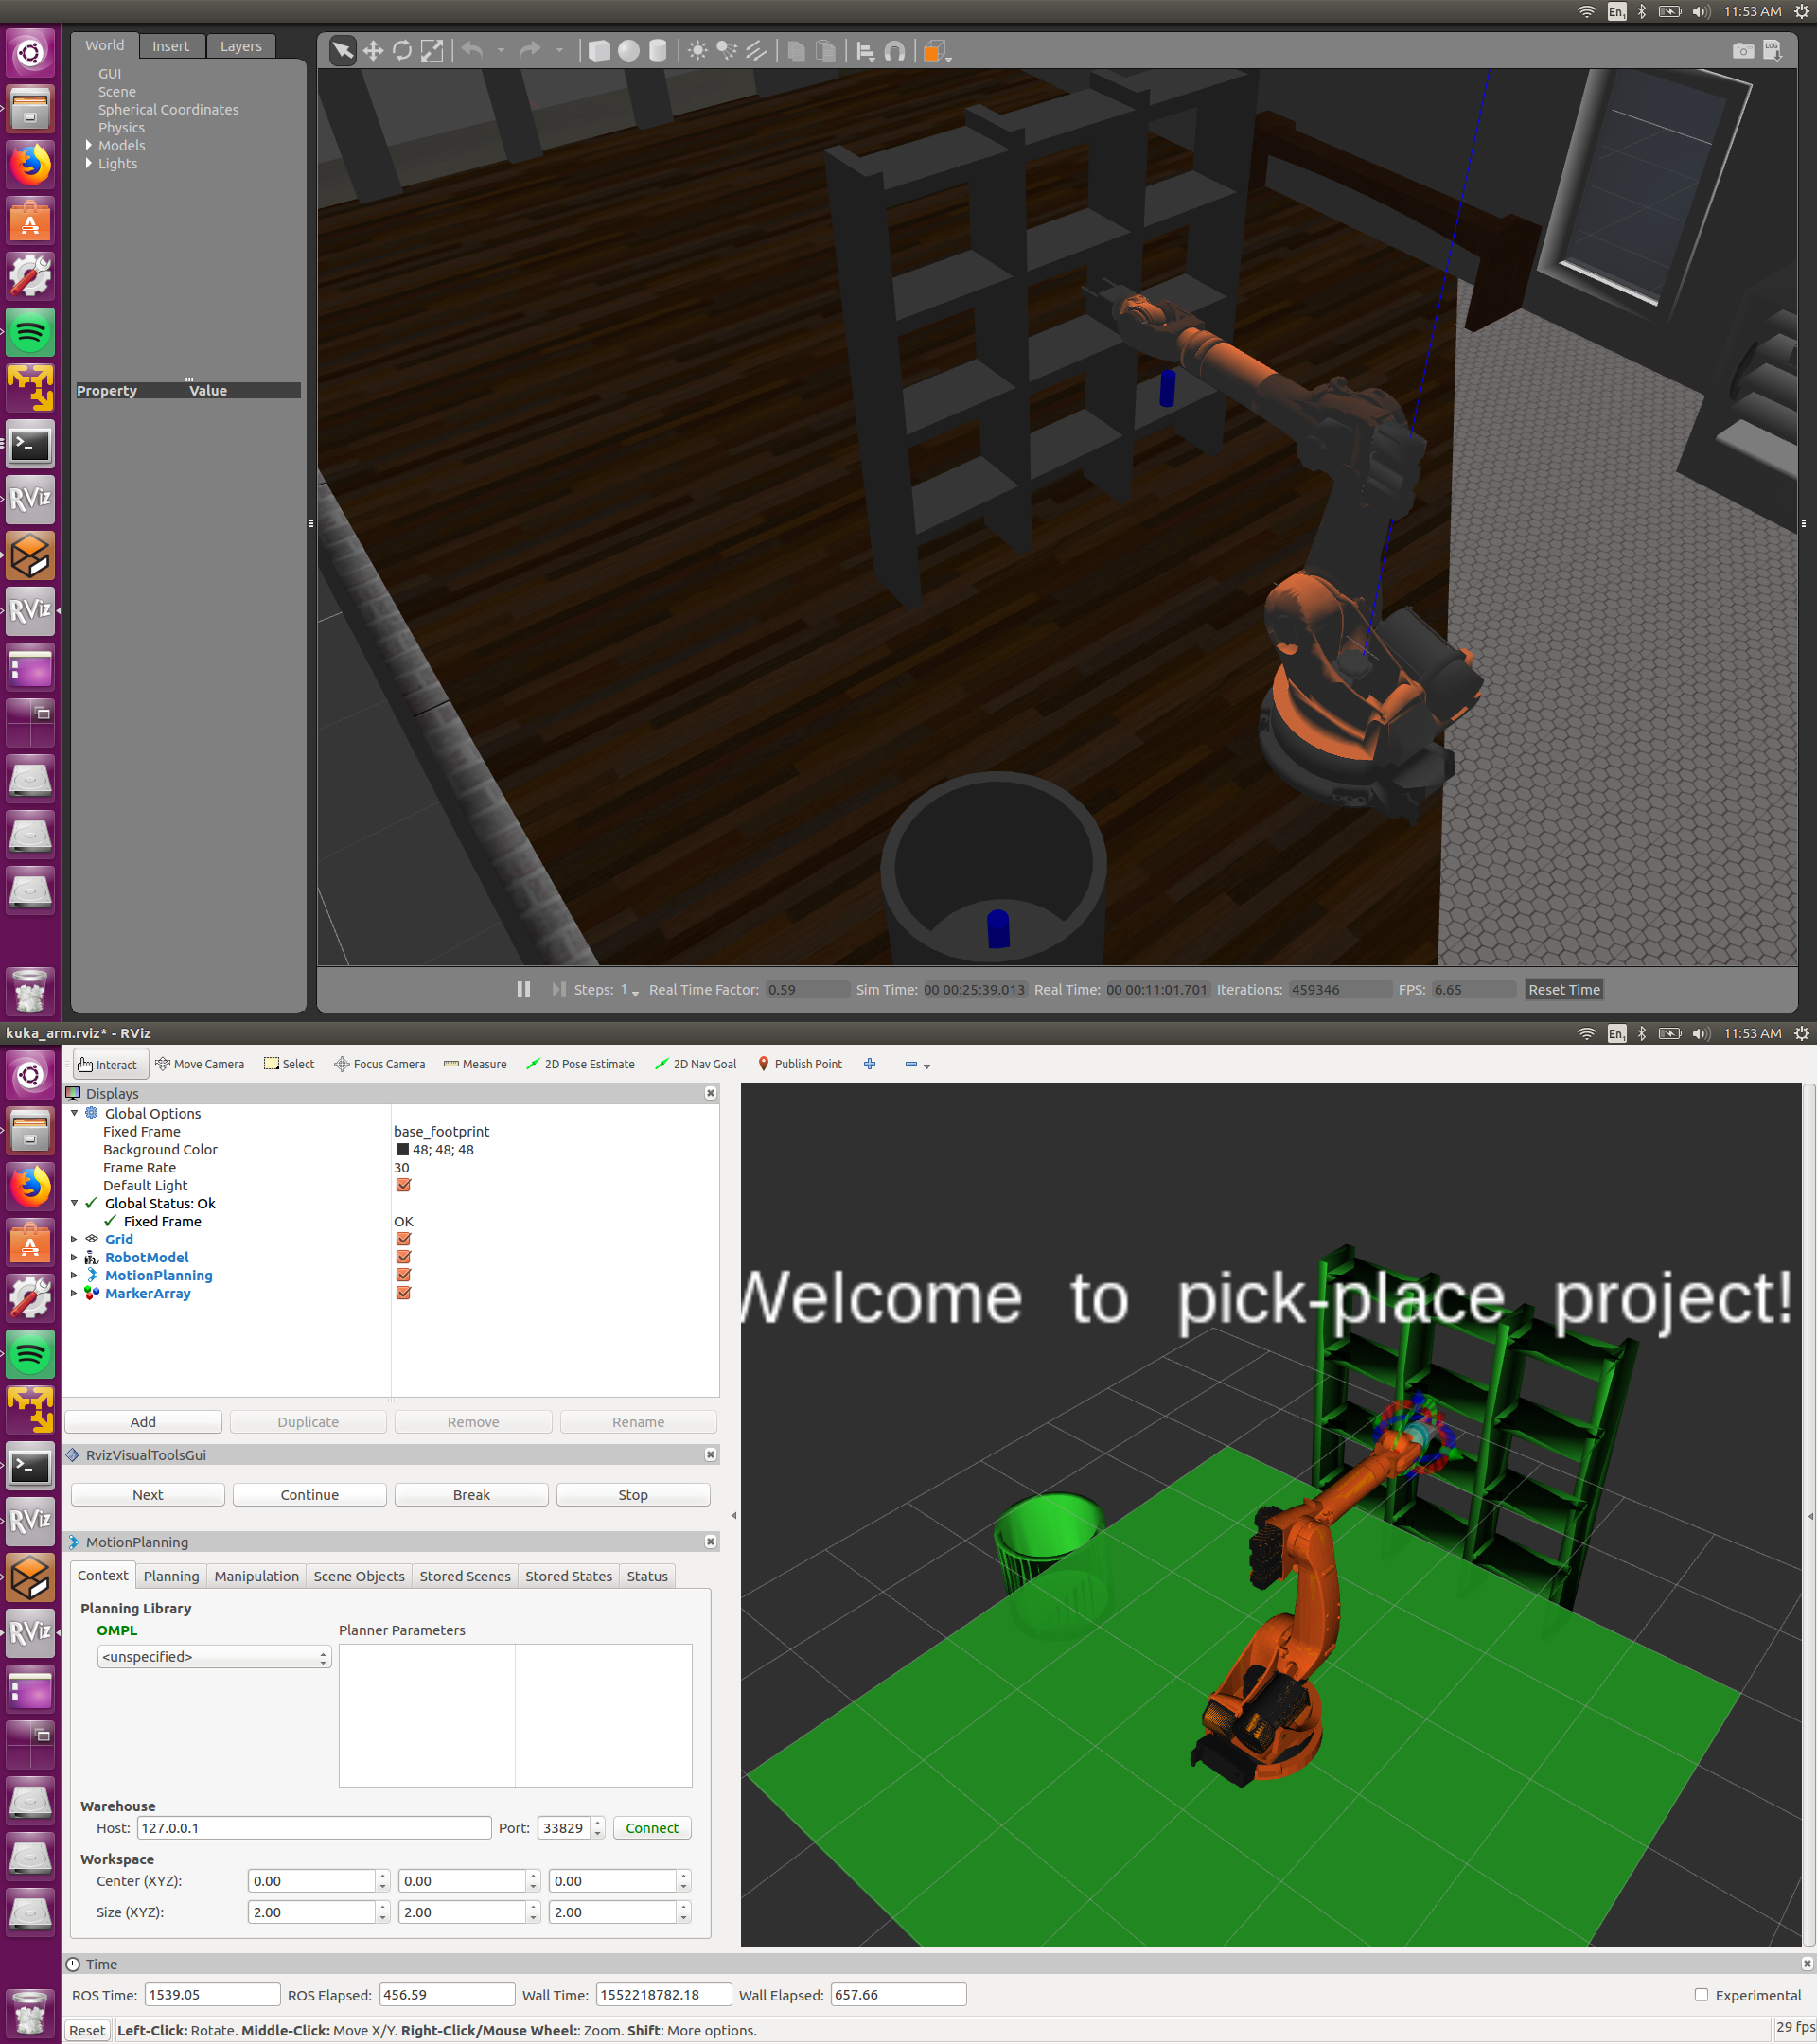 En 11:53 AM
World Insert Layers
GUI
Scene
Spherical Coordinates
Physics
Models
Lights
Property Value
RViz
RViz
Steps: 1 Real Time Factor: 0.59 Sim Time: 00 00:25:39.013 Real Time: 00 00:11:01.701 Iterations: 459346 FPS: 6.65 Reset Time
kuka_arm.rviz* - RViz En 11:53 AM
Interact Move Camera Select Focus Camera Measure 2D Pose Estimate 2D Nav Goal Publish Point
Displays
Global Options
Fixed Frame base_footprint
Background Color 48; 48; 48
Frame Rate 30
Default Light
Global Status: Ok
Fixed Frame OK
Grid
RobotModel
MotionPlanning
MarkerArray
Welcome to pick-place project!
Add Duplicate Remove Rename
RvizVisualToolsGui
Next Continue Break Stop
MotionPlanning
Context Planning Manipulation Scene Objects Stored Scenes Stored States Status
Planning Library
OMPL Planner Parameters
<unspecified>
Warehouse
Host: 127.0.0.1 Port: 33829 Connect
Workspace
Center (XYZ): 0.00 0.00 0.00
Size (XYZ): 2.00 2.00 2.00
RViz
RViz
Time
ROS Time: 1539.05 ROS Elapsed: 456.59 Wall Time: 1552218782.18 Wall Elapsed: 657.66 Experimental
Reset Left-Click: Rotate. Middle-Click: Move X/Y. Right-Click/Mouse Wheel:: Zoom. Shift: More options. 29 fps